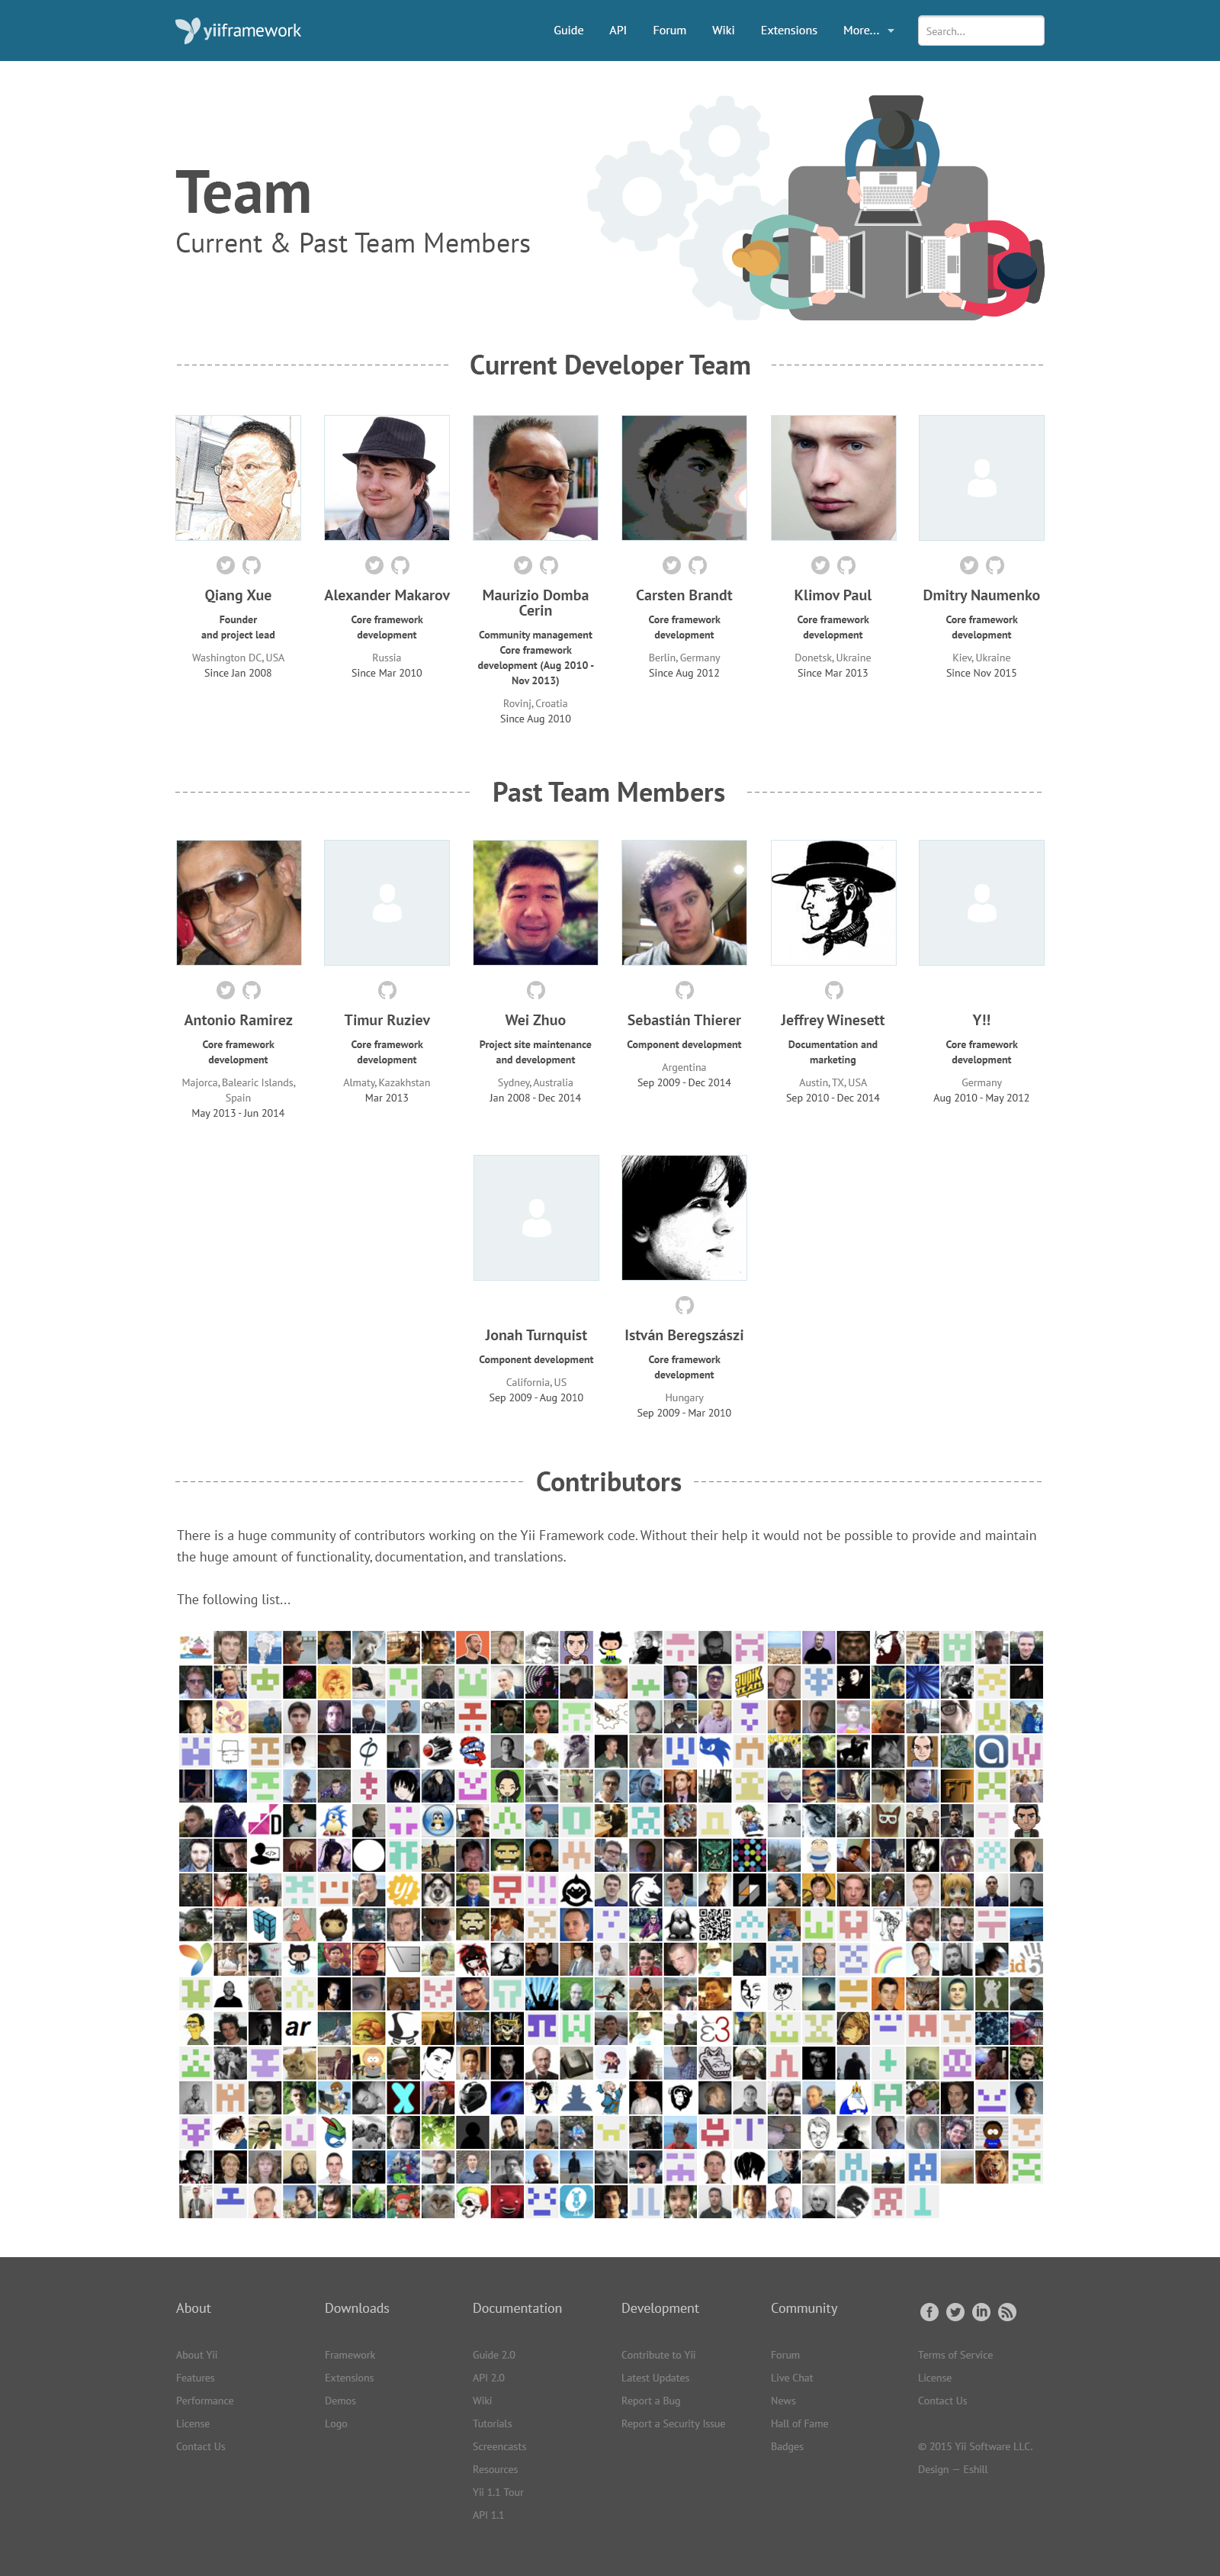 yiiframework
Guide API Forum Wiki Extensions More... Search...
Team
Current & Past Team Members
Current Developer Team
Qiang Xue
Founder
and project lead
Washington DC, USA
Since Jan 2008
Alexander Makarov
Core framework
development
Russia
Since Mar 2010
Maurizio Domba
Cerin
Community management
Core framework
development (Aug 2010 -
Nov 2013)
Rovinj, Croatia
Since Aug 2010
Carsten Brandt
Core framework
development
Berlin, Germany
Since Aug 2012
Klimov Paul
Core framework
development
Donetsk, Ukraine
Since Mar 2013
Dmitry Naumenko
Core framework
development
Kiev, Ukraine
Since Nov 2015
Past Team Members
Antonio Ramirez
Core framework
development
Majorca, Balearic Islands,
Spain
May 2013 - Jun 2014
Timur Ruziev
Core framework
development
Almaty, Kazakhstan
Mar 2013
Wei Zhuo
Project site maintenance
and development
Sydney, Australia
Jan 2008 - Dec 2014
Sebastián Thierer
Component development
Argentina
Sep 2009 - Dec 2014
Jeffrey Winesett
Documentation and
marketing
Austin, TX, USA
Sep 2010 - Dec 2014
Y!!
Core framework
development
Germany
Aug 2010 - May 2012
Jonah Turnquist
Component development
California, US
Sep 2009 - Aug 2010
István Beregszászi
Core framework
development
Hungary
Sep 2009 - Mar 2010
Contributors
There is a huge community of contributors working on the Yii Framework code. Without their help it would not be possible to provide and maintain
the huge amount of functionality, documentation, and translations.
The following list...
JUDIK
TEAM
D
Y!
ar
id
About
About Yii
Features
Performance
License
Contact Us
Downloads
Framework
Extensions
Demos
Logo
Documentation
Guide 2.0
API 2.0
Wiki
Tutorials
Screencasts
Resources
Yii 1.1 Tour
API 1.1
Development
Contribute to Yii
Latest Updates
Report a Bug
Report a Security Issue
Community
Forum
Live Chat
News
Hall of Fame
Badges
Terms of Service
License
Contact Us
© 2015 Yii Software LLC.
Design — Eshill